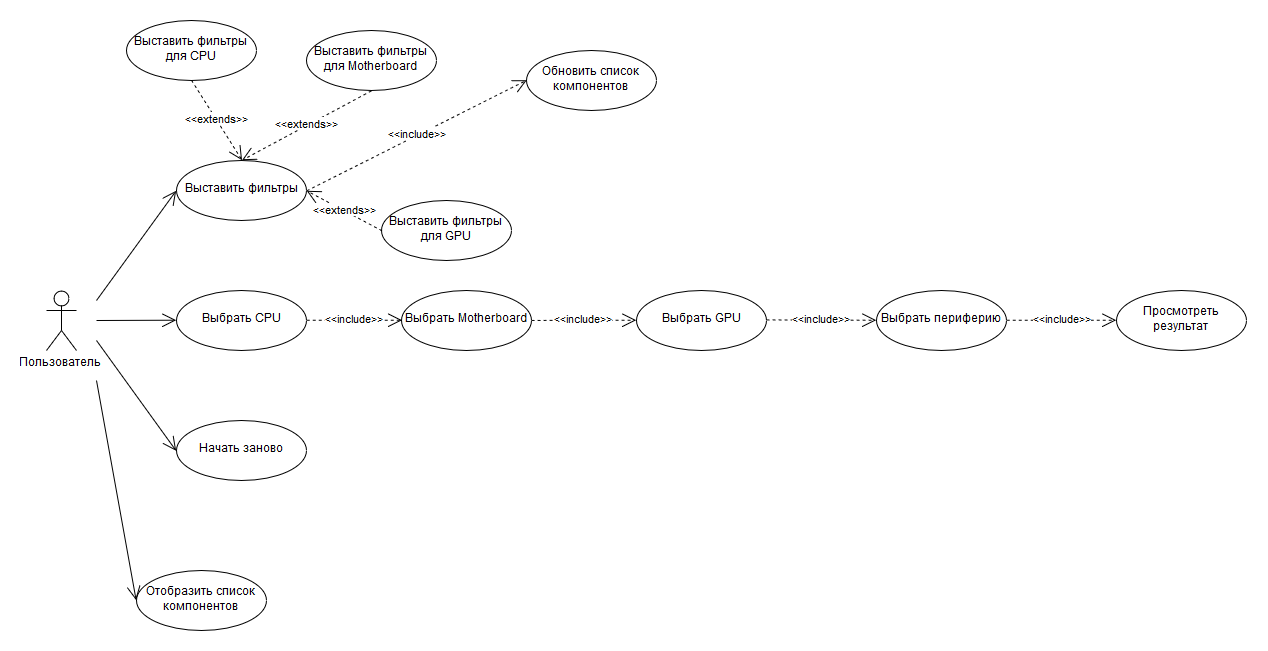 Выставить фильтры
для CPU
Выставить фильтры
для Motherboard
Обновить список
компонентов
<<extends>>
<<extends>>
<<include>>
Выставить фильтры
<<extends>>
Выставить фильтры
для GPU
Пользователь
Выбрать CPU
<<include>>
Выбрать Motherboard
<<include>>
Выбрать GPU
<<include>>
Выбрать периферию
<<include>>
Просмотреть
результат
Начать заново
Отобразить список
компонентов